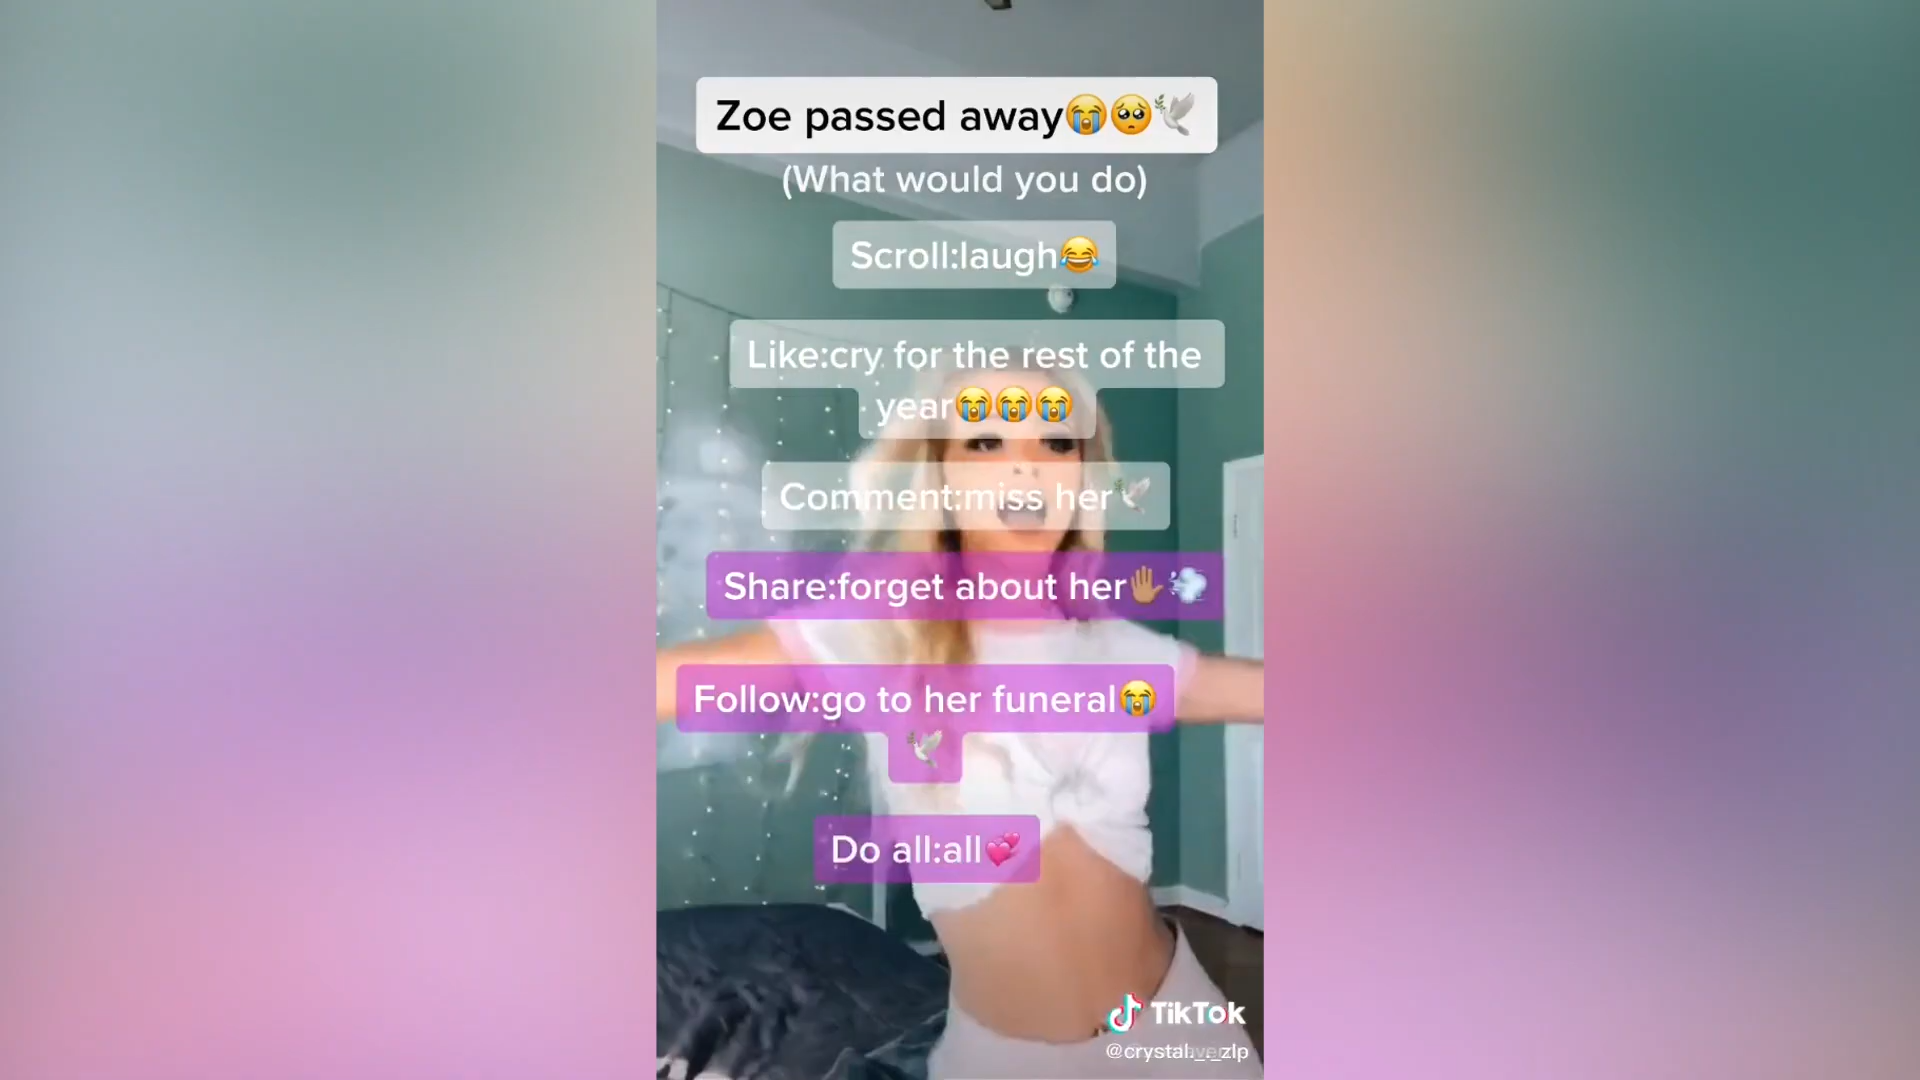 Zoe passed away😭🥺🕊️
(What would you do)
Scroll:laugh😂
Like:cry for the rest of the
year😭😭😭
Comment:miss her🕊️
Share:forget about her🤚🏽💨
Follow:go to her funeral😭
🕊️
Do all:all💞
TikTok